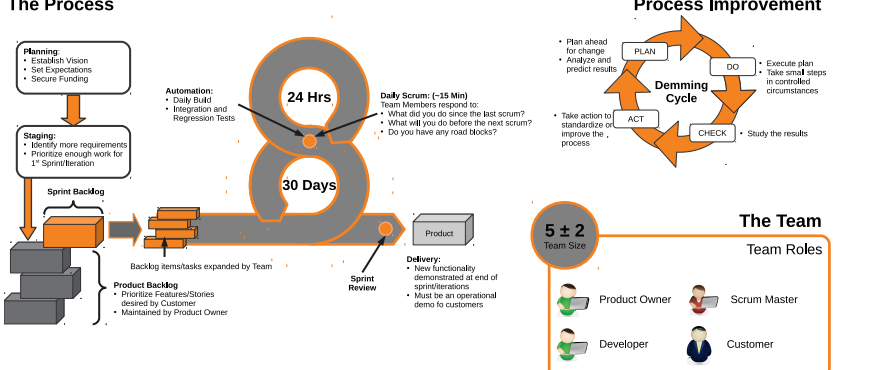 The Process
Planning:
• Establish Vision
• Set Expectations
• Secure Funding
Staging:
• Identify more requirements
• Prioritize enough work for
1st Sprint/Iteration
Sprint Backlog
Automation:
• Daily Build
• Integration and
Regression Tests
24 Hrs
Daily Scrum: (~15 Min)
Team Members respond to:
• What did you do since the last scrum?
• What will you do before the next scrum?
• Do you have any road blocks?
30 Days
Backlog items/tasks expanded by Team
Product Backlog
• Prioritize Features/Stories
desired by Customer
• Maintained by Product Owner
Sprint
Review
Product
Delivery:
• New functionality
demonstrated at end of
sprint/iterations
• Must be an operational
demo fo customers
Process Improvement
• Plan ahead
for change
• Analyze and
predict results
PLAN
DO
• Execute plan
• Take small steps
in controlled
circumstances
Demming
Cycle
• Take action to
standardize or
improve the
process
ACT
CHECK
• Study the results
5 ± 2
Team Size
The Team
Team Roles
Product Owner
Scrum Master
Developer
Customer